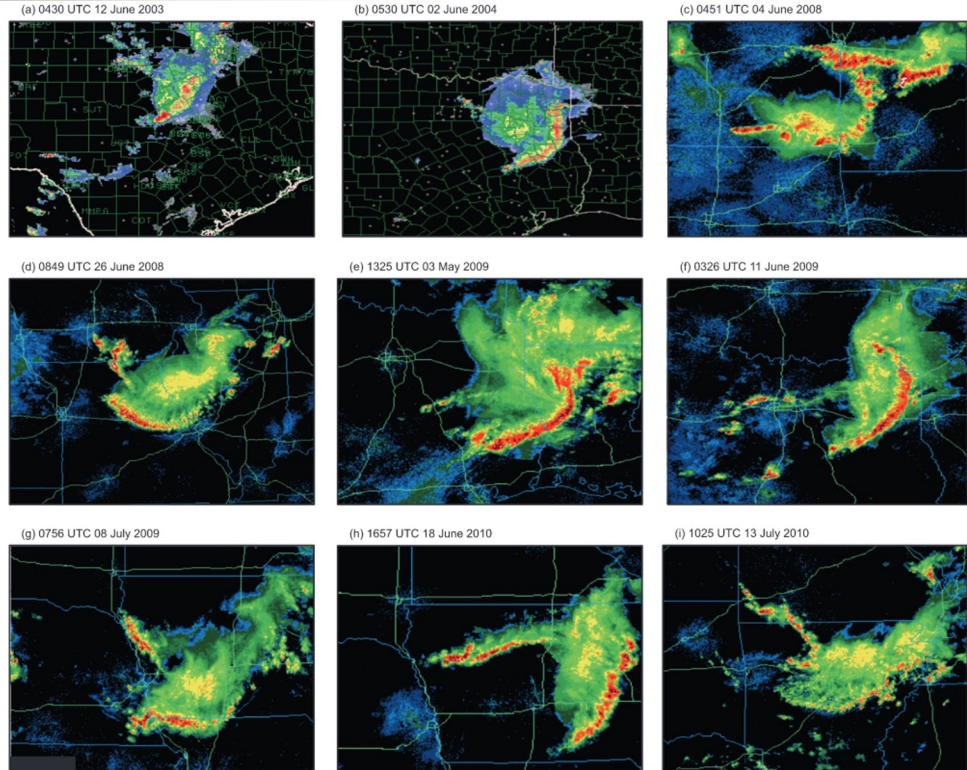 (a) 0430 UTC 12 June 2003
(b) 0530 UTC 02 June 2004
(c) 0451 UTC 04 June 2008
(d) 0849 UTC 26 June 2008
(e) 1325 UTC 03 May 2009
(f) 0326 UTC 11 June 2009
(g) 0756 UTC 08 July 2009
(h) 1657 UTC 18 June 2010
(i) 1025 UTC 13 July 2010